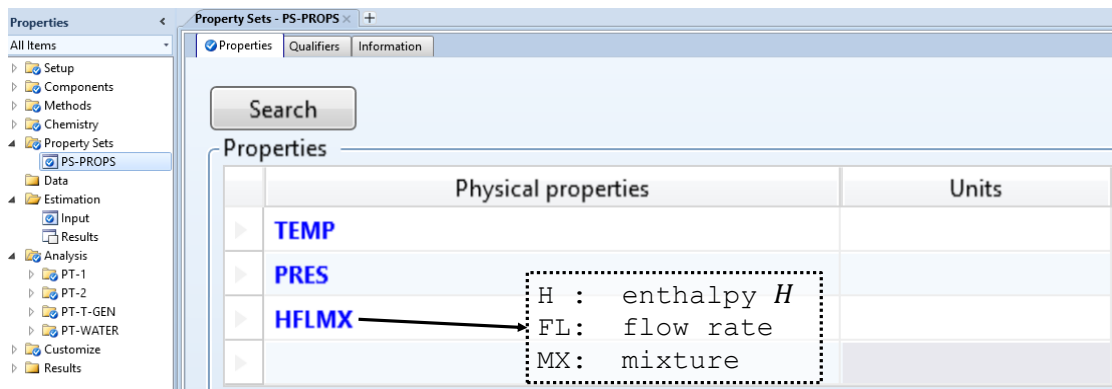 Properties <
All Items
Setup
Components
Methods
Chemistry
Property Sets
PS-PROPS
Data
Estimation
Input
Results
Analysis
PT-1
PT-2
PT-T-GEN
PT-WATER
Customize
Results
Property Sets - PS-PROPS × +
Properties Qualifiers Information
Search
Properties
Physical properties Units
TEMP
PRES
HFLMX
H : enthalpy H
FL: flow rate
MX: mixture